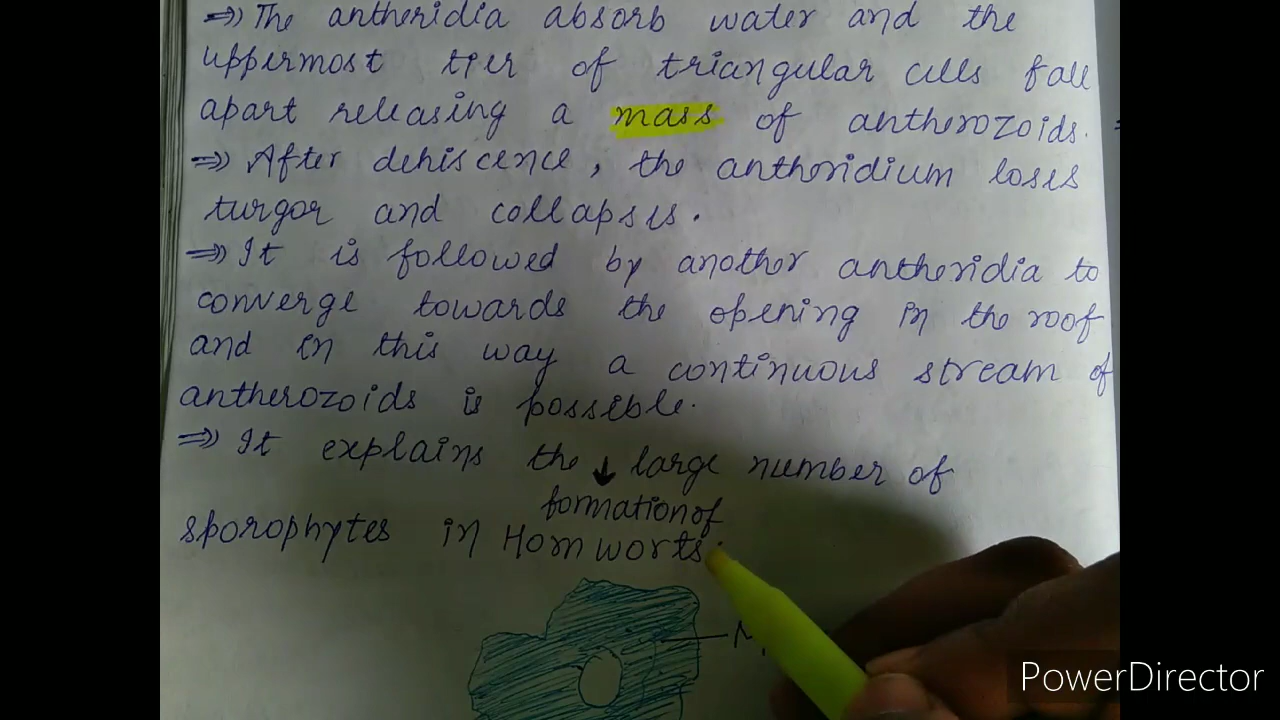 =>) The antheridia absorb water and the
uppermost tier of triangular cells fall
apart releasing a mass of antherozoids.
=>) After dehiscence, the antheridium loses
turgor and collapses.
=>) It is followed by another antheridia to
converge towards the opening in the roof
and in this way a continuous stream of
antherozoids is possible.
=>) It explains the ↓ large number of
formation of
sporophytes in Hornworts.
PowerDirector